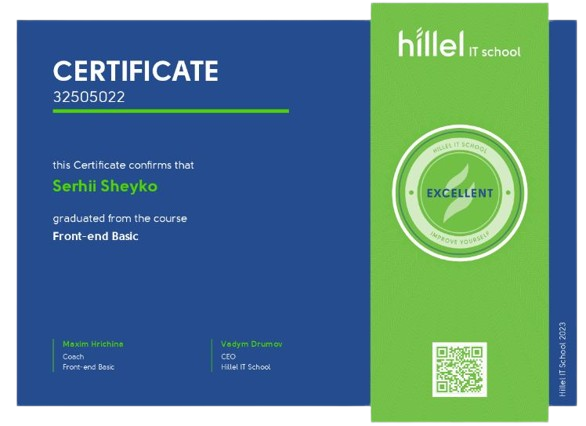 CERTIFICATE
32505022
this Certificate confirms that
Serhii Sheyko
graduated from the course
Front-end Basic
Maxim Hrichina
Coach
Front-end Basic
Vadym Drumov
CEO
Hillel IT School
hillel IT school
HILLEL IT SCHOOL
EXCELLENT
IMPROVE YOURSELF
Hillel IT School 2023